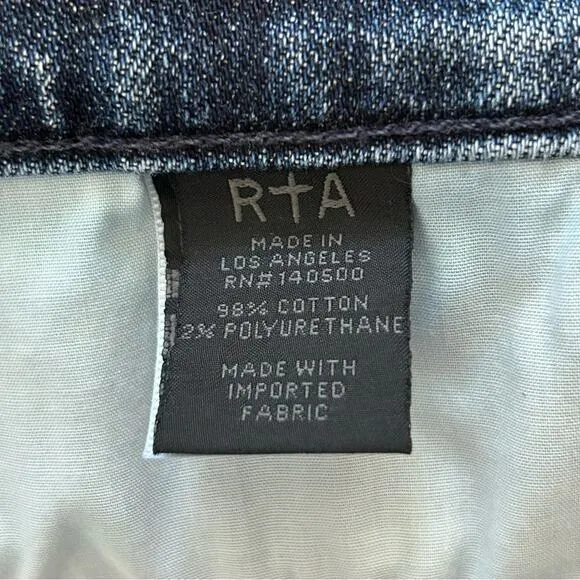 R†A
MADE IN
LOS ANGELES
RN#140500
98% COTTON
2% POLYURETHANE
MADE WITH
IMPORTED
FABRIC